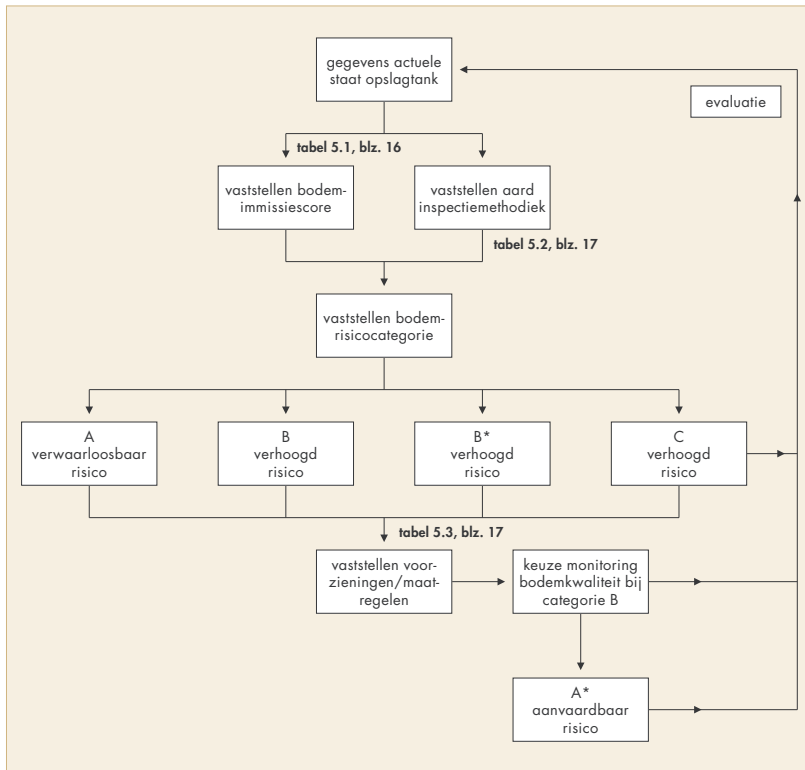 gegevens actuele
staat opslagtank
evaluatie
tabel 5.1, blz. 16
vaststellen bodem-
immissiescore
vaststellen aard
inspectiemethodiek
tabel 5.2, blz. 17
vaststellen bodem-
risicocategorie
A
verwaarloosbaar
risico
B
verhoogd
risico
B*
verhoogd
risico
C
verhoogd
risico
tabel 5.3, blz. 17
vaststellen voor-
zieningen/maat-
regelen
keuze monitoring
bodemkwaliteit bij
categorie B
A*
aanvaardbaar
risico